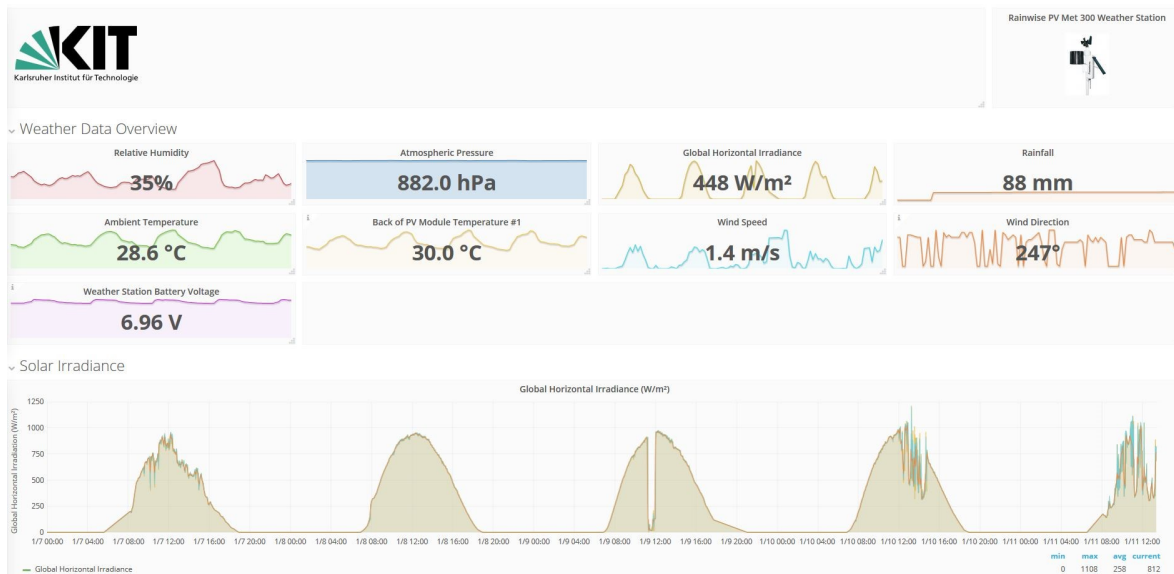 KIT
Karlsruher Institut für Technologie
Rainwise PV Met 300 Weather Station
Weather Data Overview
Relative Humidity
35%
Atmospheric Pressure
882.0 hPa
Global Horizontal Irradiance
448 W/m²
Rainfall
88 mm
Ambient Temperature
28.6 °C
Back of PV Module Temperature #1
30.0 °C
Wind Speed
1.4 m/s
Wind Direction
247°
Weather Station Battery Voltage
6.96 V
Solar Irradiance
Global Horizontal Irradiance (W/m²)
Global Horizontal Irradiation (W/m²)
1250
1000
750
500
250
0
1/7 00:00 1/7 04:00 1/7 08:00 1/7 12:00 1/7 16:00 1/7 20:00 1/8 00:00 1/8 04:00 1/8 08:00 1/8 12:00 1/8 16:00 1/8 20:00 1/9 00:00 1/9 04:00 1/9 08:00 1/9 12:00 1/9 16:00 1/9 20:00 1/10 00:00 1/10 04:00 1/10 08:00 1/10 12:00 1/10 16:00 1/10 20:00 1/11 00:00 1/11 04:00 1/11 08:00 1/11 12:00
min max avg current
Global Horizontal Irradiance 0 1108 258 812